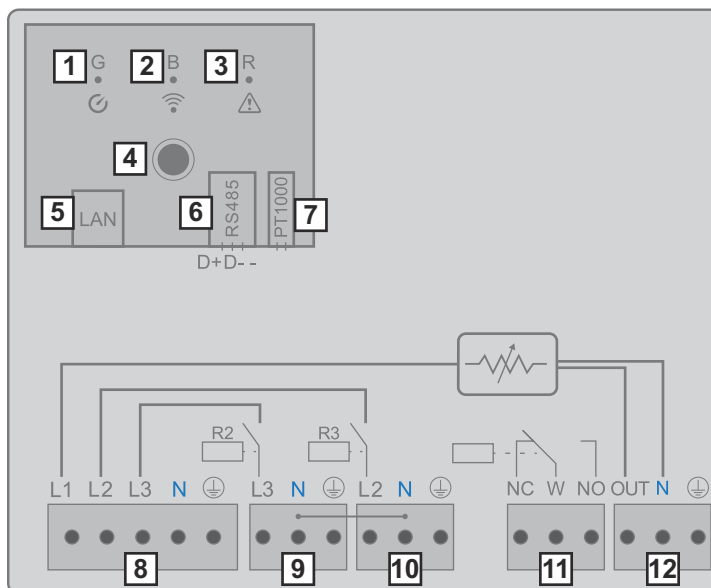 1 G 2 B 3 R
4
5 LAN 6 RS485 PT1000 7
D+D- -
R2 R3
L1 L2 L3 N L3 N L2 N NC W NO OUT N
8 9 10 11 12